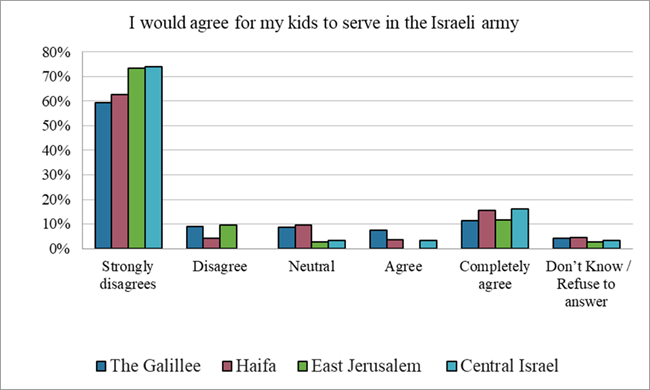 I would agree for my kids to serve in the Israeli army
80%
70%
60%
50%
40%
30%
20%
10%
0%
Strongly disagrees
Disagree
Neutral
Agree
Completely agree
Don't Know / Refuse to answer
The Galillee
Haifa
East Jerusalem
Central Israel